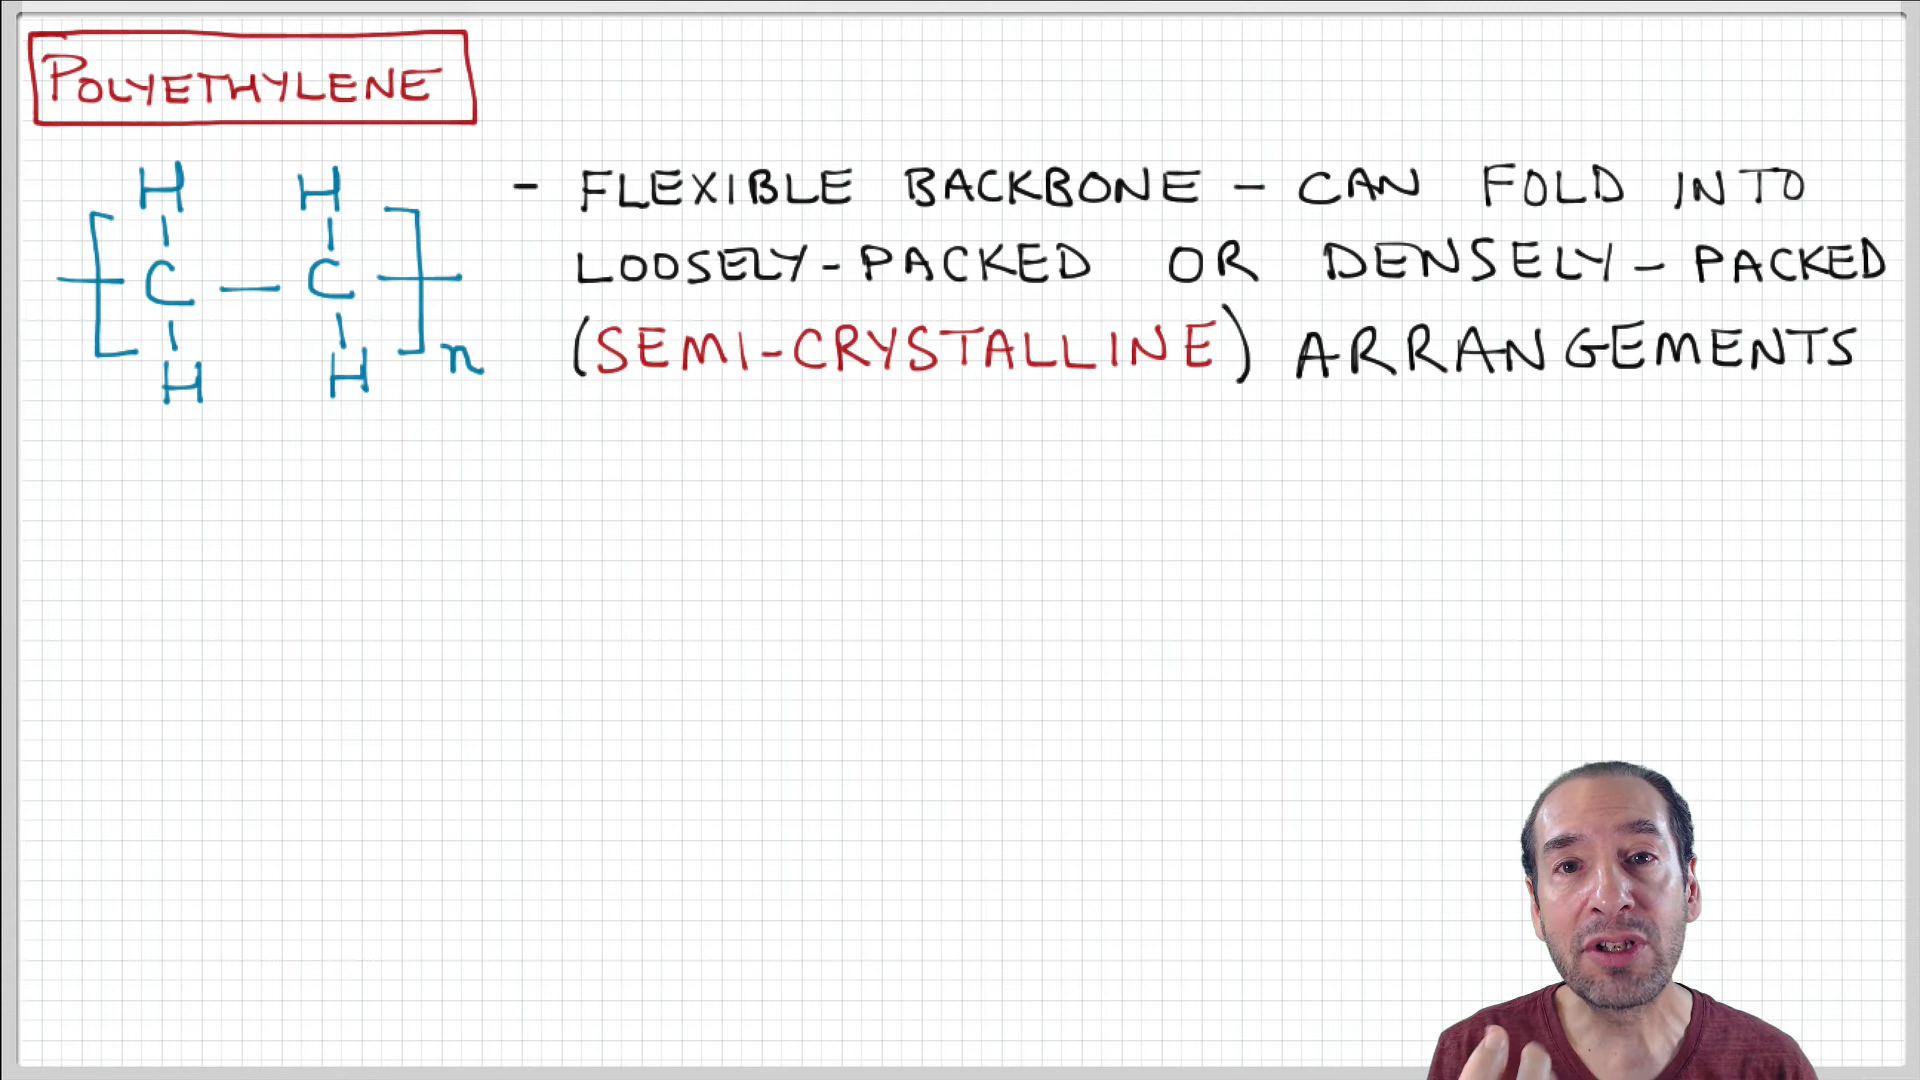 POLYETHYLENE
H H
- FLEXIBLE BACKBONE - CAN FOLD INTO
C - C
LOOSELY-PACKED OR DENSELY-PACKED
H H n
(SEMI-CRYSTALLINE) ARRANGEMENTS